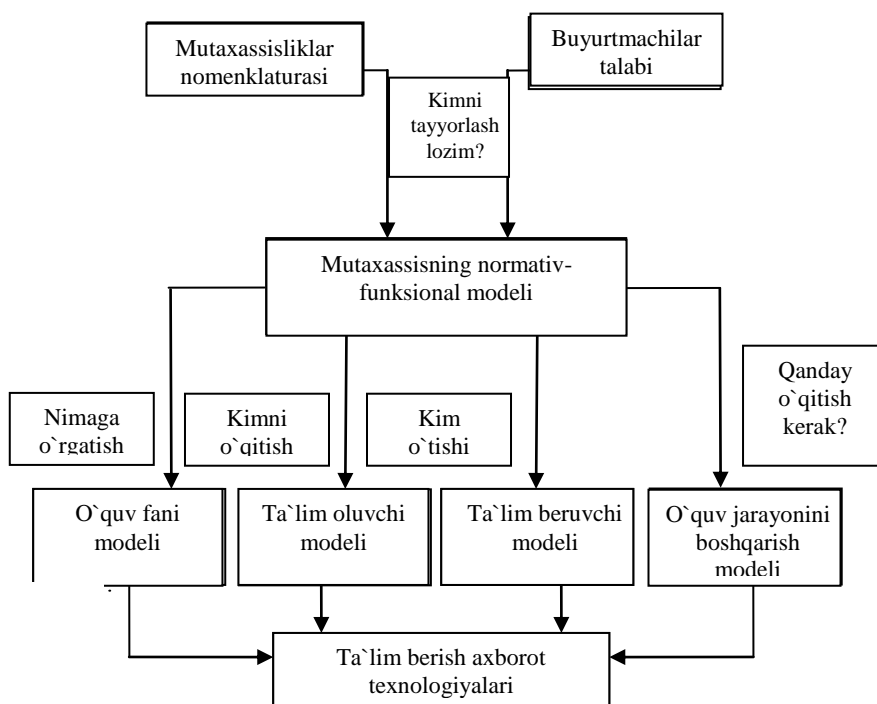 Mutaxassisliklar
nomenklaturasi
Buyurtmachilar
talabi
Kimni
tayyorlash
lozim?
Mutaxassisning normativ-
funksional modeli
Nimaga
o`rgatish
Kimni
o`qitish
Kim
o`tishi
Qanday
o`qitish
kerak?
O`quv fani
modeli
Ta`lim oluvchi
modeli
Ta`lim beruvchi
modeli
O`quv jarayonini
boshqarish
modeli
Ta`lim berish axborot
texnologiyalari